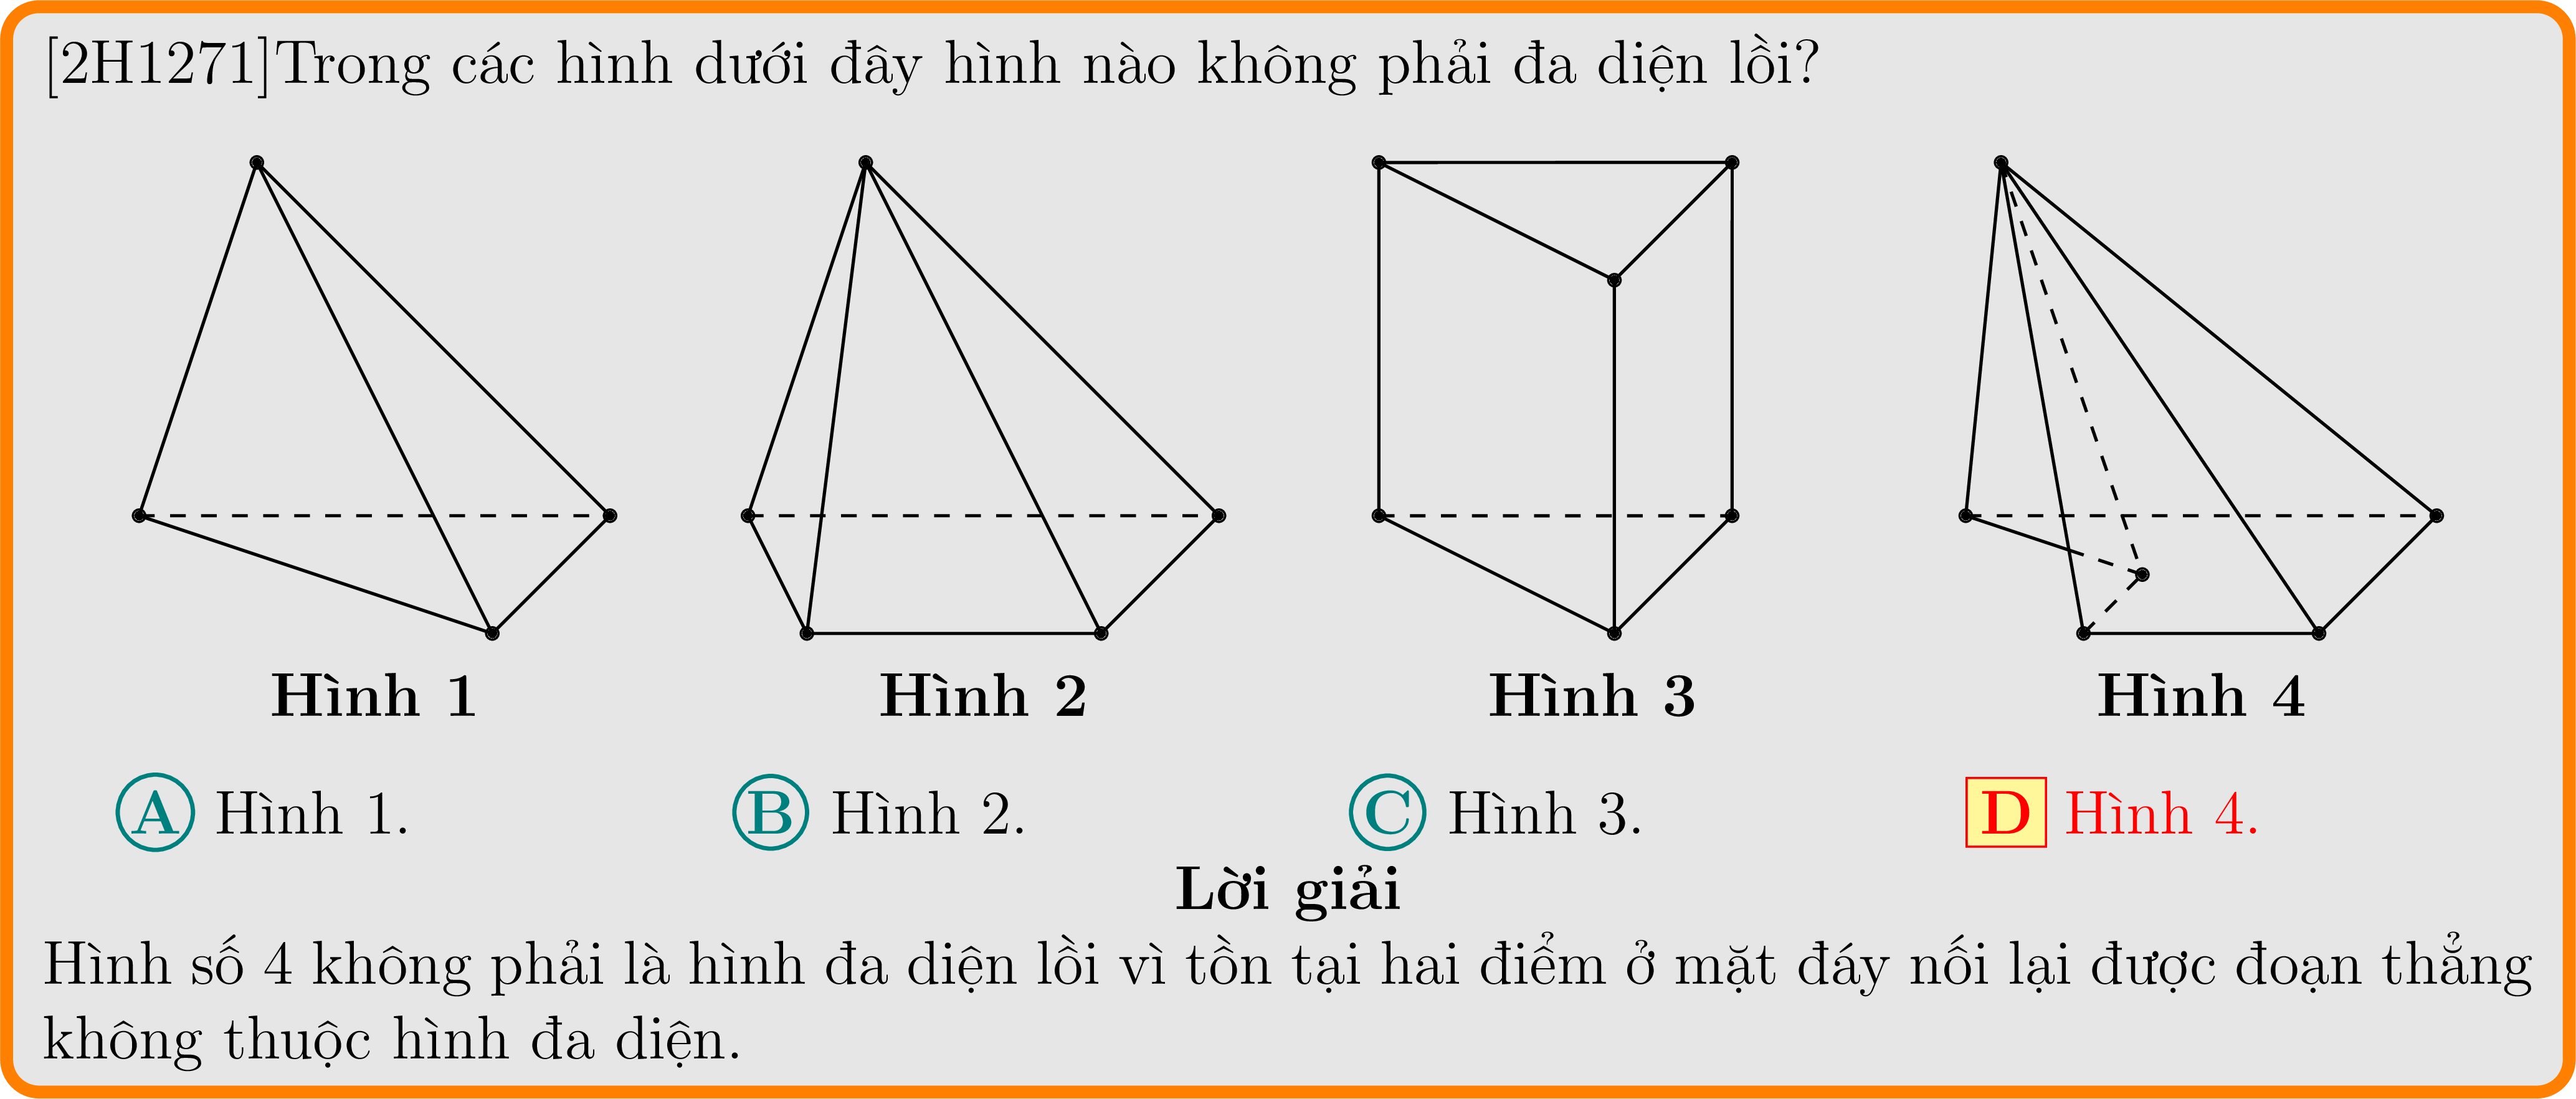 [2H1271]Trong các hình dưới đây hình nào không phải đa diện lồi?
Hình 1 Hình 2 Hình 3 Hình 4
A Hình 1. B Hình 2. C Hình 3. D Hình 4.
Lời giải
Hình số 4 không phải là hình đa diện lồi vì tồn tại hai điểm ở mặt đáy nối lại được đoạn thẳng
không thuộc hình đa diện.